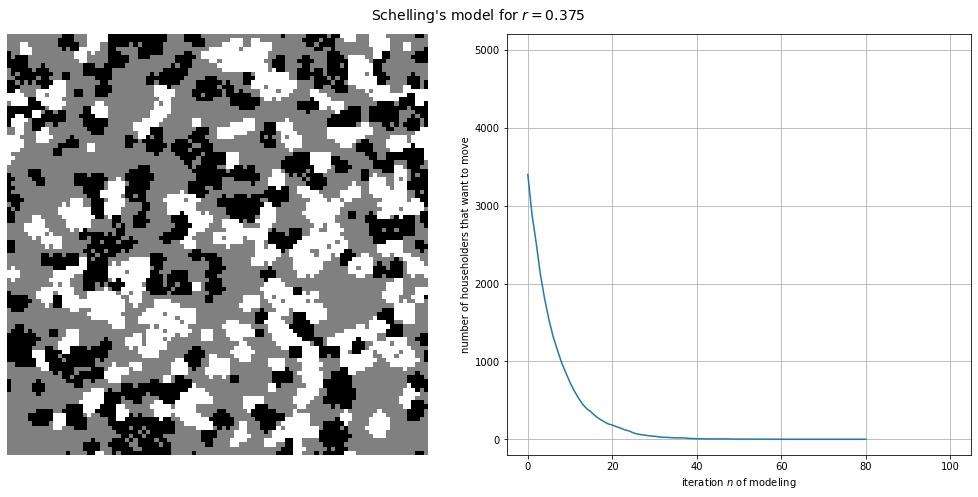 Schelling's model for r = 0.375
number of householders that want to move
5000
4000
3000
2000
1000
0
0 20 40 60 80 100
iteration n of modeling